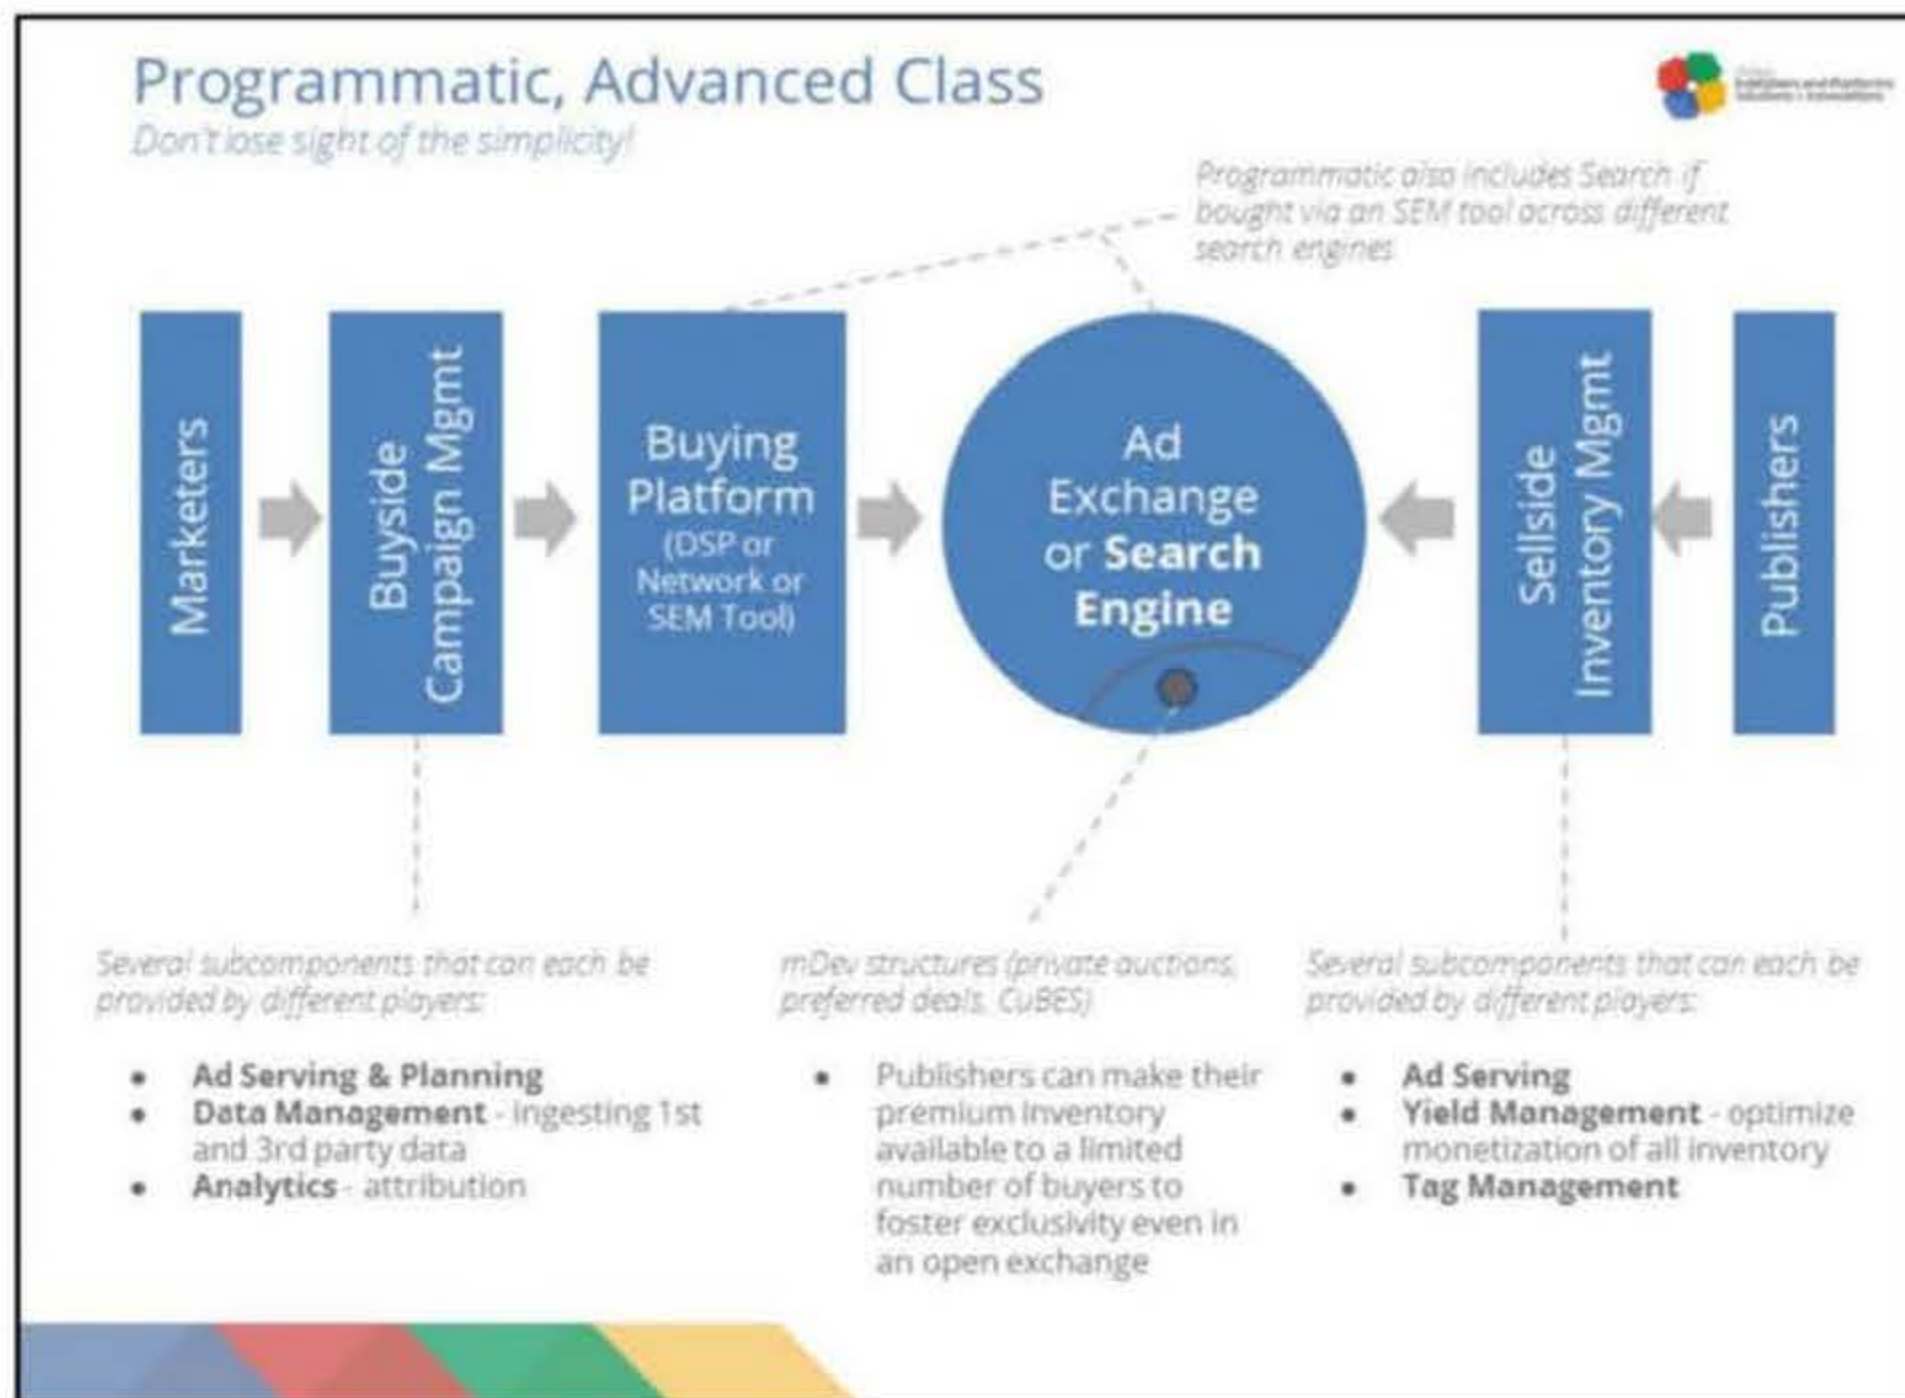 Programmatic, Advanced Class
Don't lose sight of the simplicity!
Publishers and Platforms
Solutions + Innovations
Programmatic also includes Search if
bought via an SEM tool across different
search engines
Marketers
Buyside
Campaign Mgmt
Buying
Platform
(DSP or
Network or
SEM Tool)
Ad
Exchange
or Search
Engine
Sellside
Inventory Mgmt
Publishers
Several subcomponents that can each be
provided by different players:
• Ad Serving & Planning
• Data Management - ingesting 1st
and 3rd party data
• Analytics - attribution
mDev structures (private auctions,
preferred deals, CuBES)
• Publishers can make their
premium inventory
available to a limited
number of buyers to
foster exclusivity even in
an open exchange
Several subcomponents that can each be
provided by different players:
• Ad Serving
• Yield Management - optimize
monetization of all inventory
• Tag Management